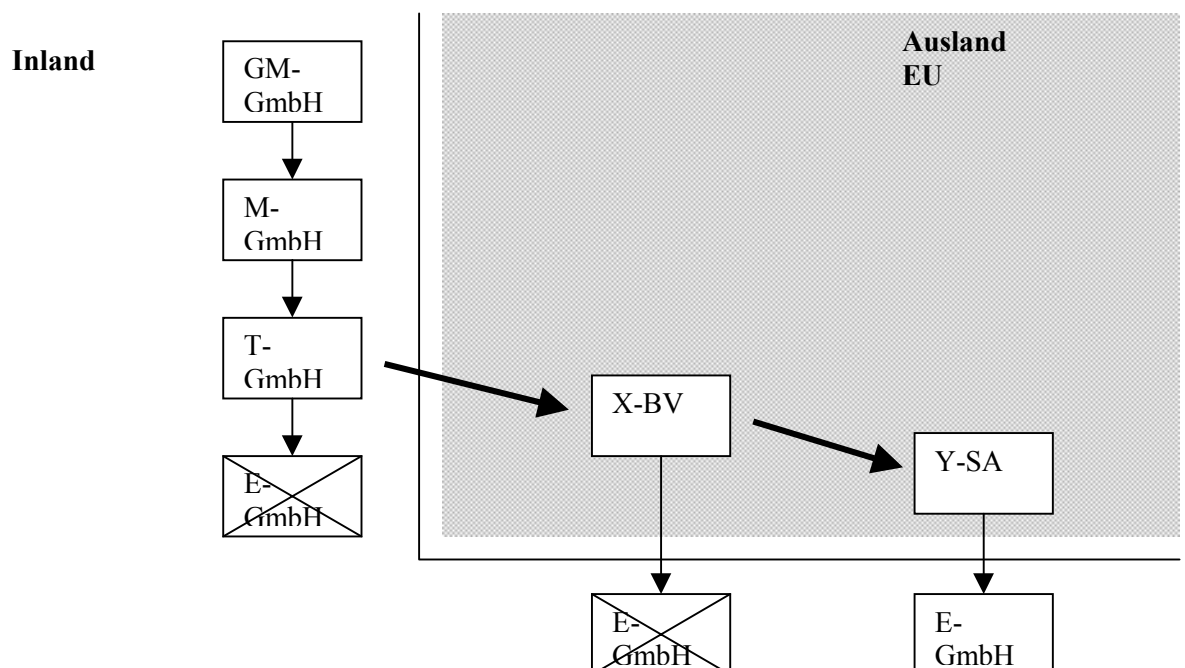 Inland
Ausland
EU
GM-
GmbH
M-
GmbH
T-
GmbH
X-BV
Y-SA
E-
GmbH
E-
GmbH
E-
GmbH